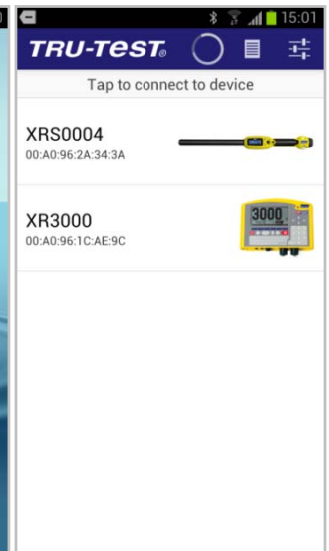 15:01
TRU-TEST®
Tap to connect to device
XRS0004
00:A0:96:2A:34:3A
XR3000
00:A0:96:1C:AE:9C
3000